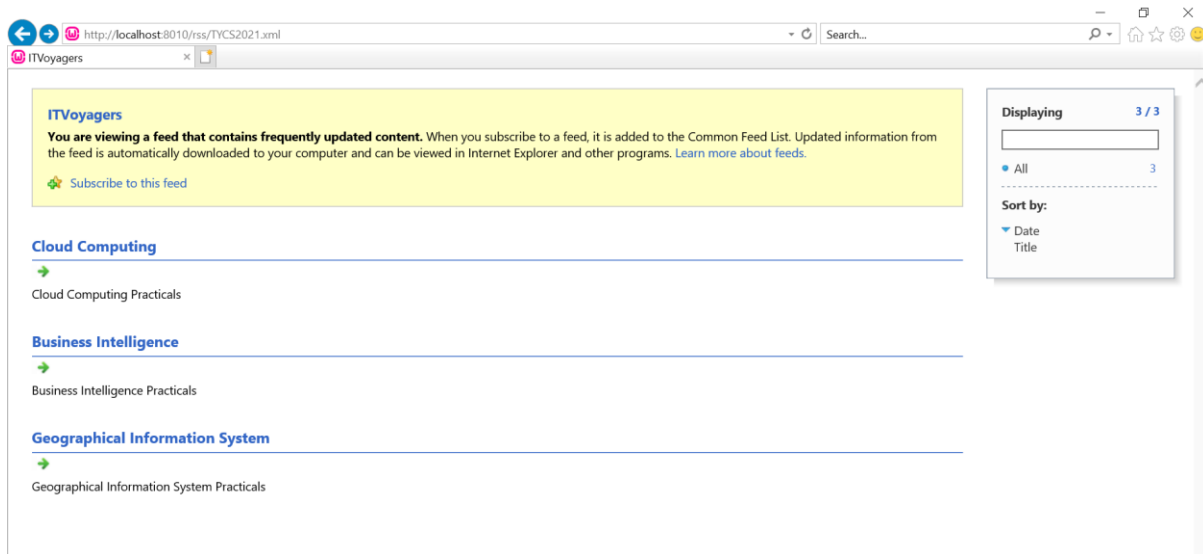 http://localhost:8010/rss/TYCS2021.xml
Search...
ITVoyagers
ITVoyagers
You are viewing a feed that contains frequently updated content. When you subscribe to a feed, it is added to the Common Feed List. Updated information from
the feed is automatically downloaded to your computer and can be viewed in Internet Explorer and other programs. Learn more about feeds.
Subscribe to this feed
Displaying 3 / 3
All 3
Sort by:
Date
Title
Cloud Computing
Cloud Computing Practicals
Business Intelligence
Business Intelligence Practicals
Geographical Information System
Geographical Information System Practicals